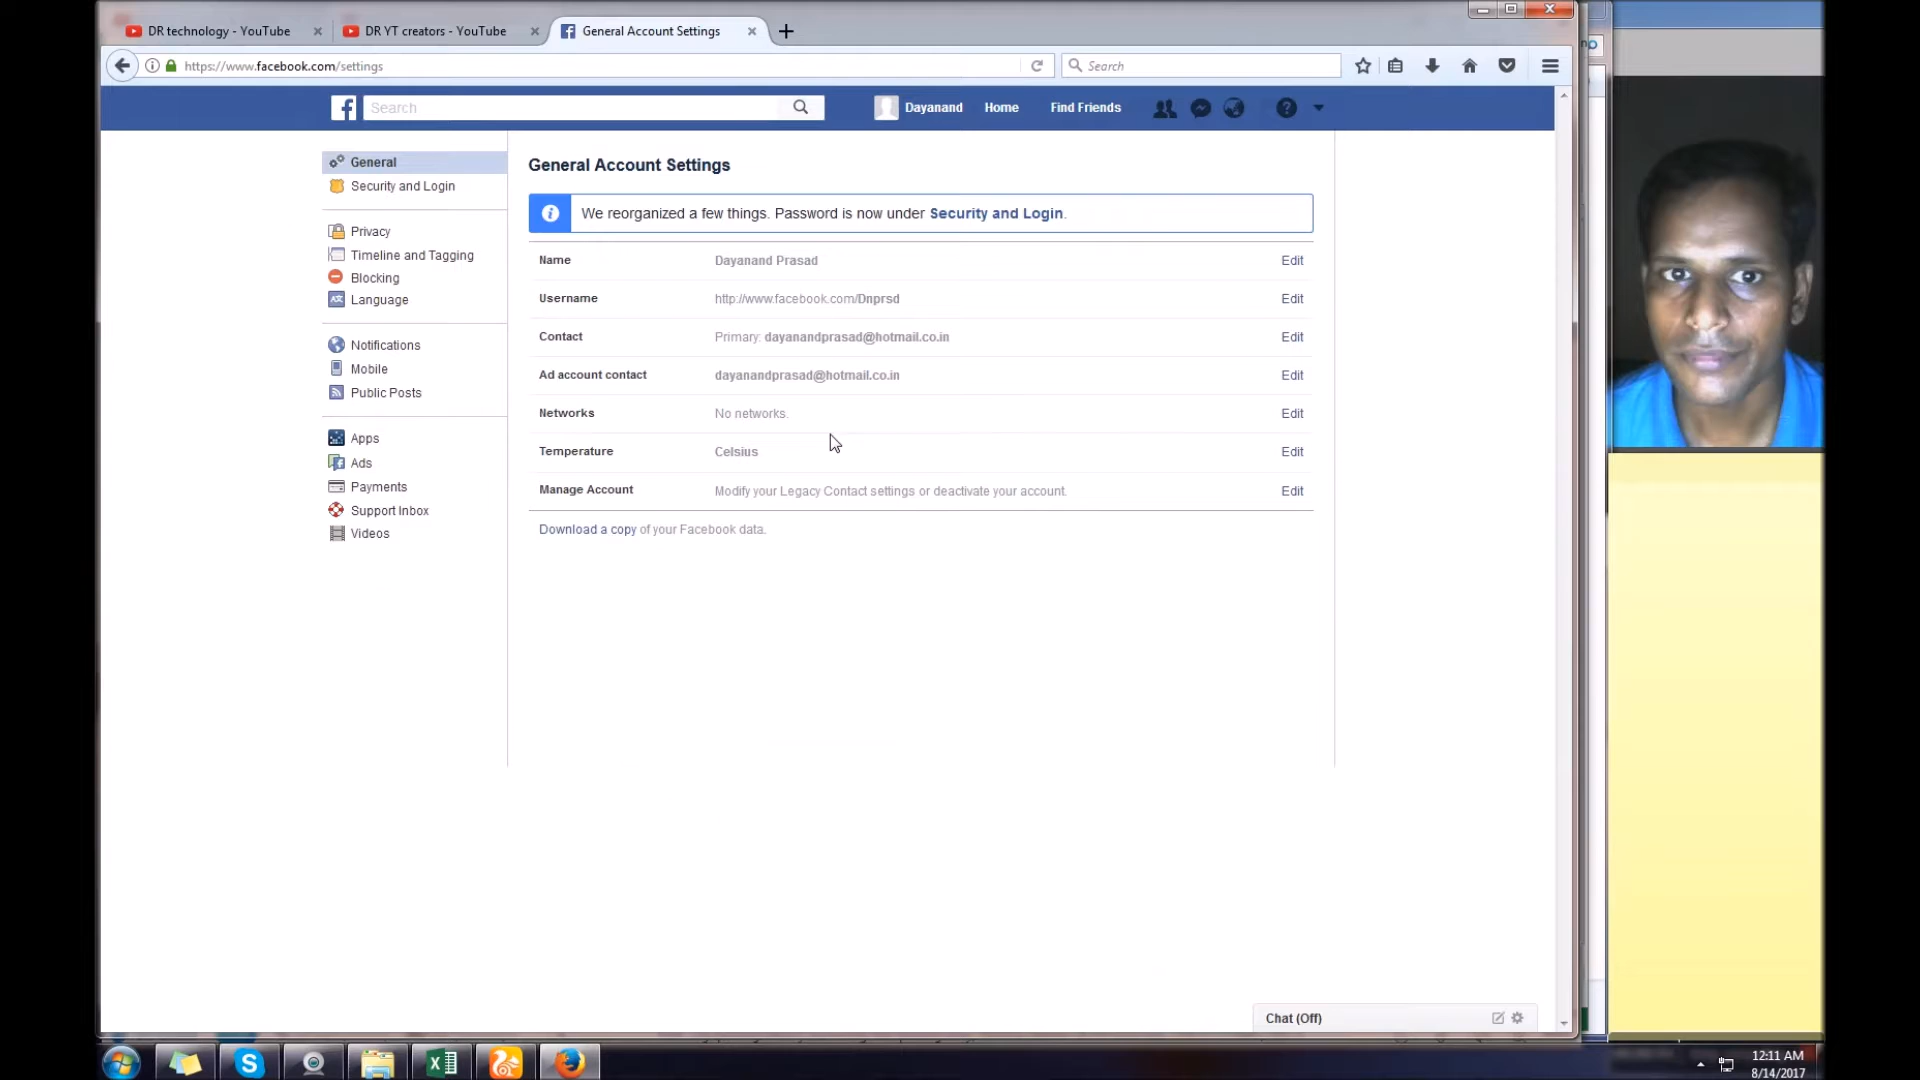 DR technology - YouTube
DR YT creators - YouTube
General Account Settings
https://www.facebook.com/settings
Search
Search
Dayanand
Home
Find Friends
General
Security and Login
Privacy
Timeline and Tagging
Blocking
Language
Notifications
Mobile
Public Posts
Apps
Ads
Payments
Support Inbox
Videos
General Account Settings
We reorganized a few things. Password is now under Security and Login.
Name Dayanand Prasad Edit
Username http://www.facebook.com/Dnprsd Edit
Contact Primary: dayanandprasad@hotmail.co.in Edit
Ad account contact dayanandprasad@hotmail.co.in Edit
Networks No networks. Edit
Temperature Celsius Edit
Manage Account Modify your Legacy Contact settings or deactivate your account. Edit
Download a copy of your Facebook data.
Chat (Off)
12:11 AM
8/14/2017